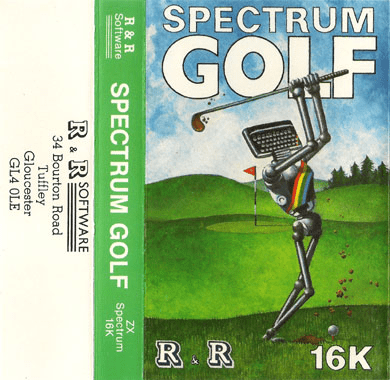 R & R SOFTWARE
34 Bourton Road
Tuffley
Gloucester
GL4 0LE
R & R
Software
SPECTRUM GOLF
ZX
Spectrum
16K
SPECTRUM
GOLF
R & R
16K